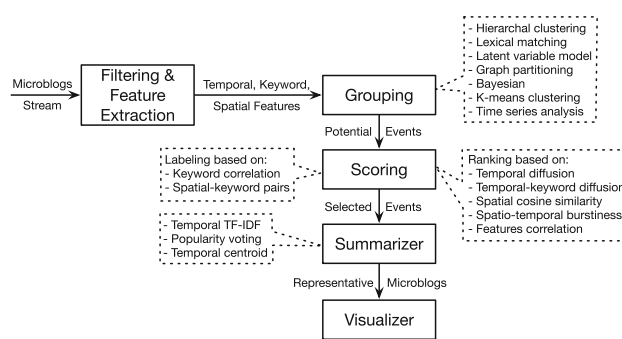 Microblogs
Stream
Filtering &
Feature
Extraction
Temporal, Keyword,
Spatial Features
Grouping
- Hierarchal clustering
- Lexical matching
- Latent variable model
- Graph partitioning
- Bayesian
- K-means clustering
- Time series analysis
Potential Events
Labeling based on:
- Keyword correlation
- Spatial-keyword pairs
Scoring
Ranking based on:
- Temporal diffusion
- Temporal-keyword diffusion
- Spatial cosine similarity
- Spatio-temporal burstiness
- Features correlation
Selected Events
- Temporal TF-IDF
- Popularity voting
- Temporal centroid
Summarizer
Representative Microblogs
Visualizer